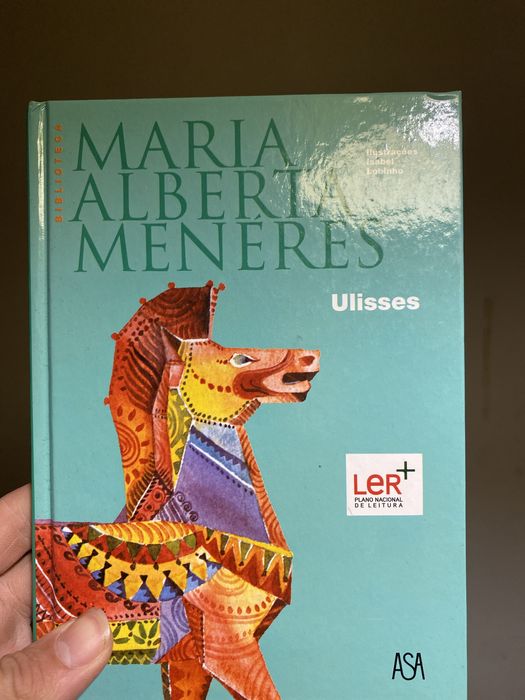 BIBLIOTECA
MARIA
ALBERTA
MENÉRES
Ilustrações
Isabel
Lobinho
Ulisses
LeR+
PLANO NACIONAL
DE LEITURA
ASA